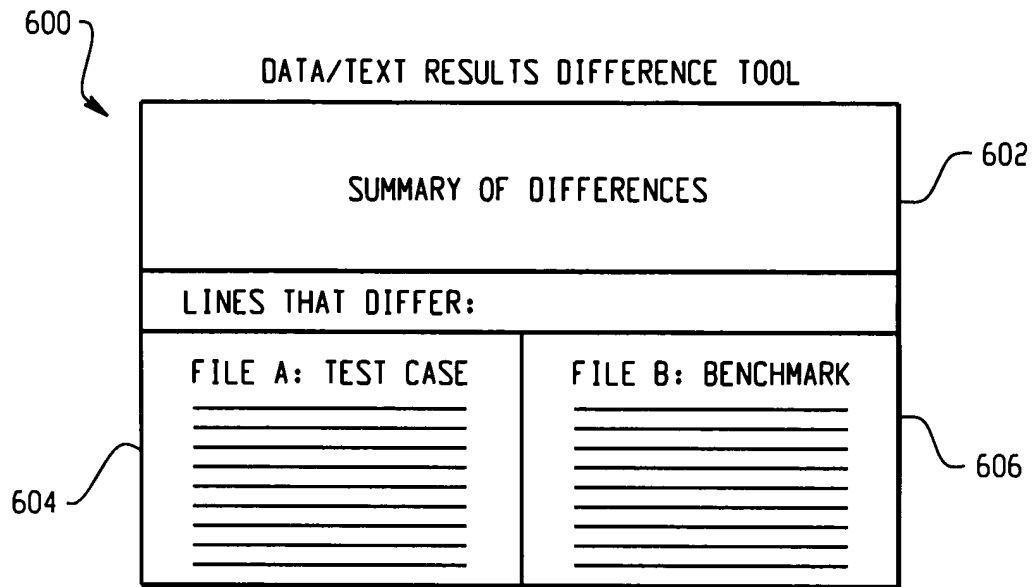 600
DATA/TEXT RESULTS DIFFERENCE TOOL
602
SUMMARY OF DIFFERENCES
LINES THAT DIFFER:
FILE A: TEST CASE
FILE B: BENCHMARK
604
606